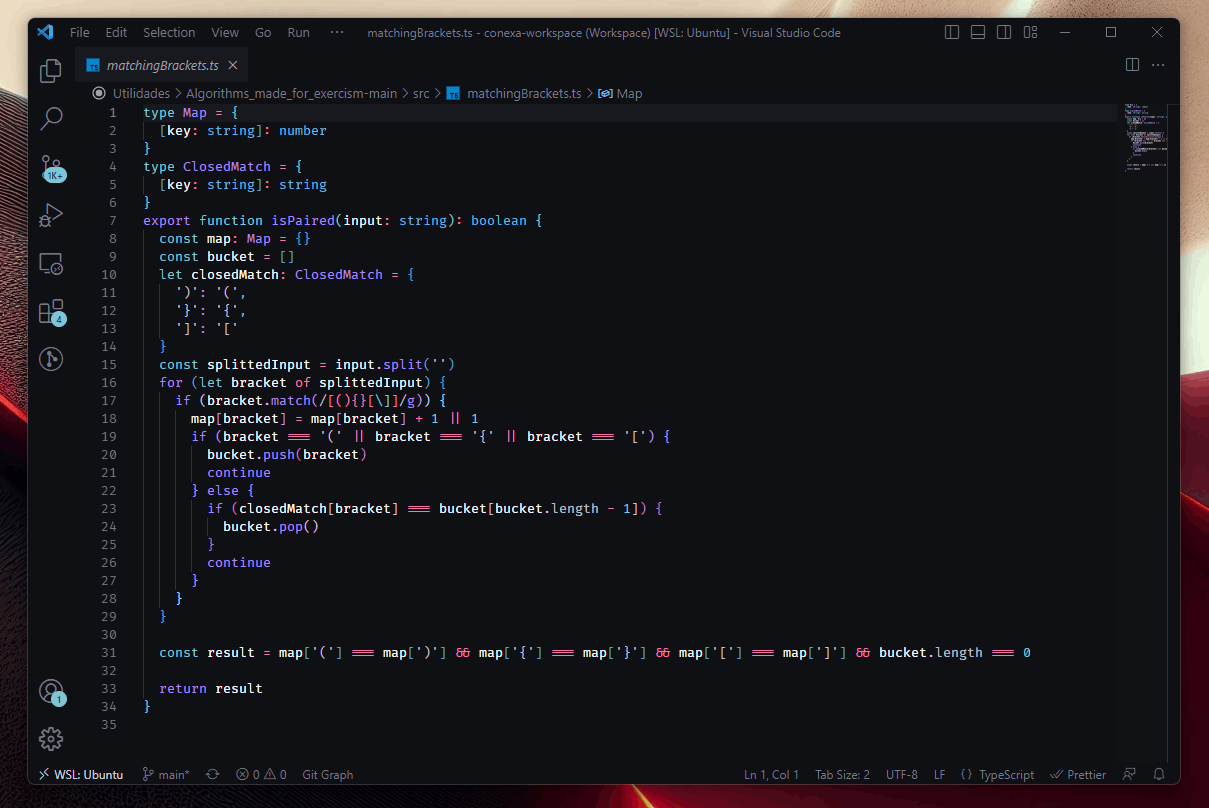 File Edit Selection View Go Run ··· matchingBrackets.ts - conexa-workspace (Workspace) [WSL: Ubuntu] - Visual Studio Code
TS matchingBrackets.ts
Utilidades > Algorithms_made_for_exercism-main > src > TS matchingBrackets.ts > Map
1 type Map = {
2   [key: string]: number
3 }
4 type ClosedMatch = {
5   [key: string]: string
6 }
7 export function isPaired(input: string): boolean {
8   const map: Map = {}
9   const bucket = []
10   let closedMatch: ClosedMatch = {
11     ')': '(',
12     '}': '{',
13     ']': '['
14   }
15   const splittedInput = input.split('')
16   for (let bracket of splittedInput) {
17     if (bracket.match(/[(){}[\]]/g)) {
18       map[bracket] = map[bracket] + 1 || 1
19       if (bracket === '(' || bracket === '{' || bracket === '[') {
20         bucket.push(bracket)
21         continue
22       } else {
23         if (closedMatch[bracket] === bucket[bucket.length - 1]) {
24           bucket.pop()
25         }
26         continue
27       }
28     }
29   }
30
31   const result = map['('] === map[')'] && map['{'] === map['}'] && map['['] === map[']'] && bucket.length === 0
32
33   return result
34 }
35
1K+
4
1
WSL: Ubuntu main* 0 0 Git Graph Ln 1, Col 1 Tab Size: 2 UTF-8 LF {} TypeScript Prettier